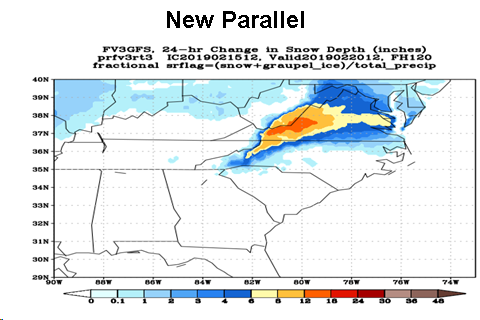 New Parallel
FV3GFS, 24-hr Change in Snow Depth (inches)
prfv3rt3 IC2019021512, Valid2019022012, FH120
fractional srflag=(snow+graupel_ice)/total_precip
40N
39N
38N
37N
36N
35N
34N
33N
32N
31N
30N
29N
90W 88W 86W 84W 82W 80W 78W 76W 74W
0 0.1 1 2 3 4 6 8 12 18 24 30 36 48